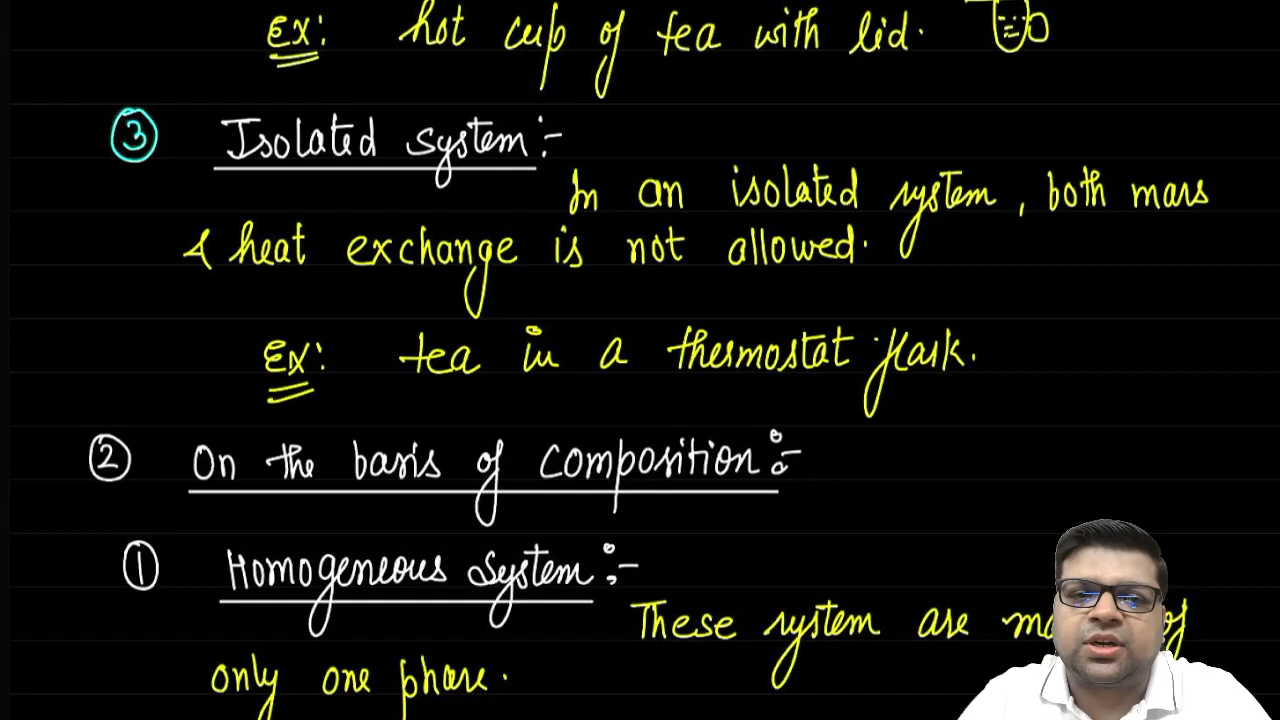 Ex: hot cup of tea with lid.
③ Isolated system :-
In an isolated system, both mass
& heat exchange is not allowed.
Ex: tea in a thermostat flask.
② On the basis of composition :-
① Homogeneous System :-
These system are of
only one phase.